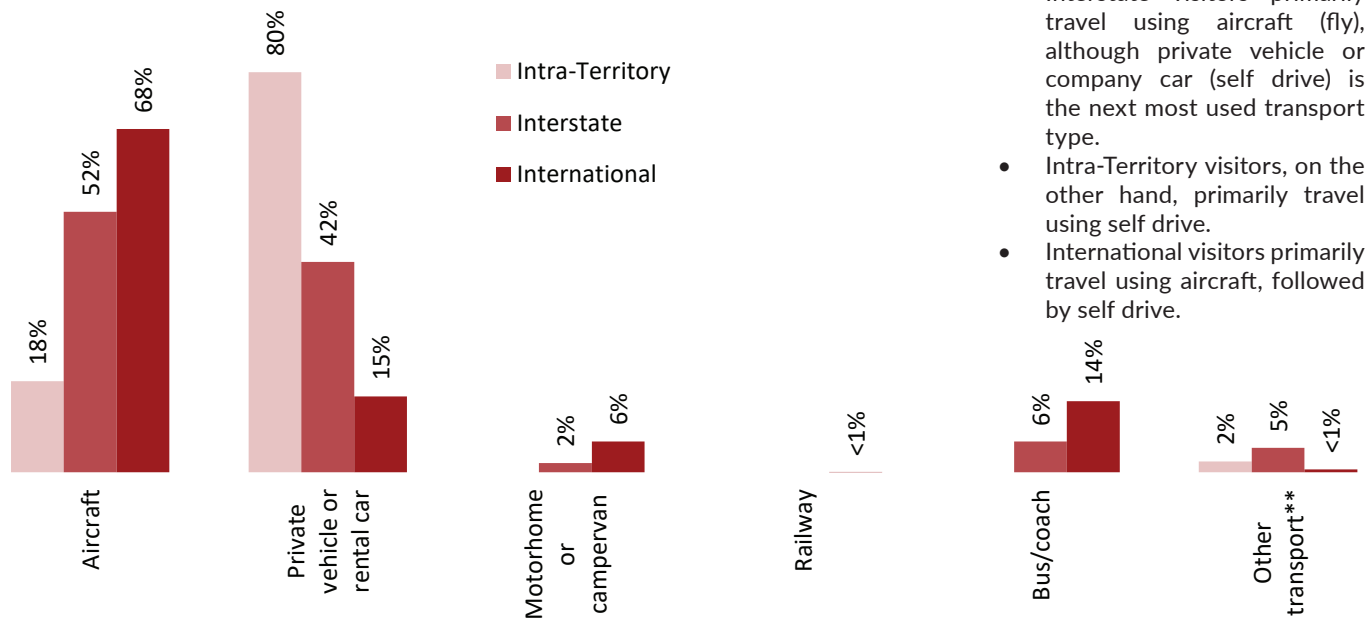 travel using aircraft (fly),
although private vehicle or
company car (self drive) is
the next most used transport
type.
• Intra-Territory visitors, on the
other hand, primarily travel
using self drive.
• International visitors primarily
travel using aircraft, followed
by self drive.
Intra-Territory
Interstate
International
18%
52%
68%
80%
42%
15%
2%
6%
<1%
6%
14%
2%
5%
<1%
Aircraft
Private
vehicle or
rental car
Motorhome
or
campervan
Railway
Bus/coach
Other
transport**